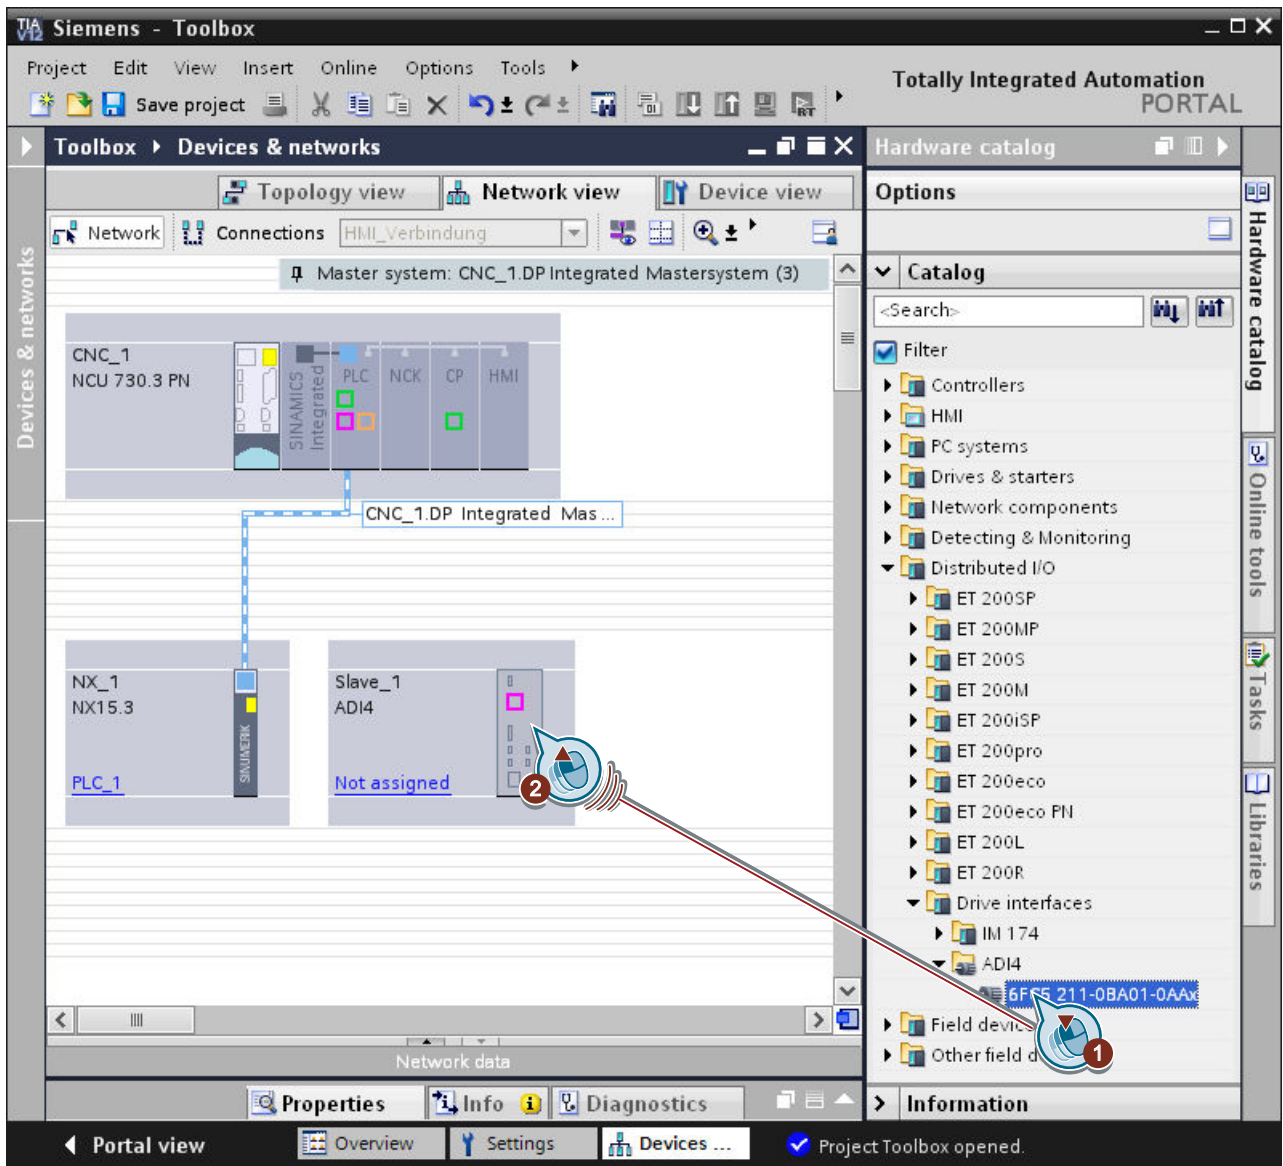 TIA V12 Siemens - Toolbox
Project Edit View Insert Online Options Tools
Totally Integrated Automation
PORTAL
Save project
Toolbox Devices & networks
Hardware catalog
Topology view Network view Device view
Options
Network Connections HMI_Verbindung
Master system: CNC_1.DP Integrated Mastersystem (3)
Catalog
<Search>
Filter
CNC_1
NCU 730.3 PN
SINAMICS
Integrated
PLC NCK CP HMI
CNC_1.DP Integrated Mas ...
NX_1
NX15.3
PLC_1
Slave_1
ADI4
Not assigned
2
Controllers
HMI
PC systems
Drives & starters
Network components
Detecting & Monitoring
Distributed I/O
ET 200SP
ET 200MP
ET 200S
ET 200M
ET 200iSP
ET 200pro
ET 200eco
ET 200eco PN
ET 200L
ET 200R
Drive interfaces
IM 174
ADI4
6FC5 211-0BA01-0AAx
Field devic
Other field d
1
Information
Network data
Properties Info Diagnostics
Portal view Overview Settings Devices ... Project Toolbox opened.
Devices & networks
Hardware catalog
Online tools
Tasks
Libraries